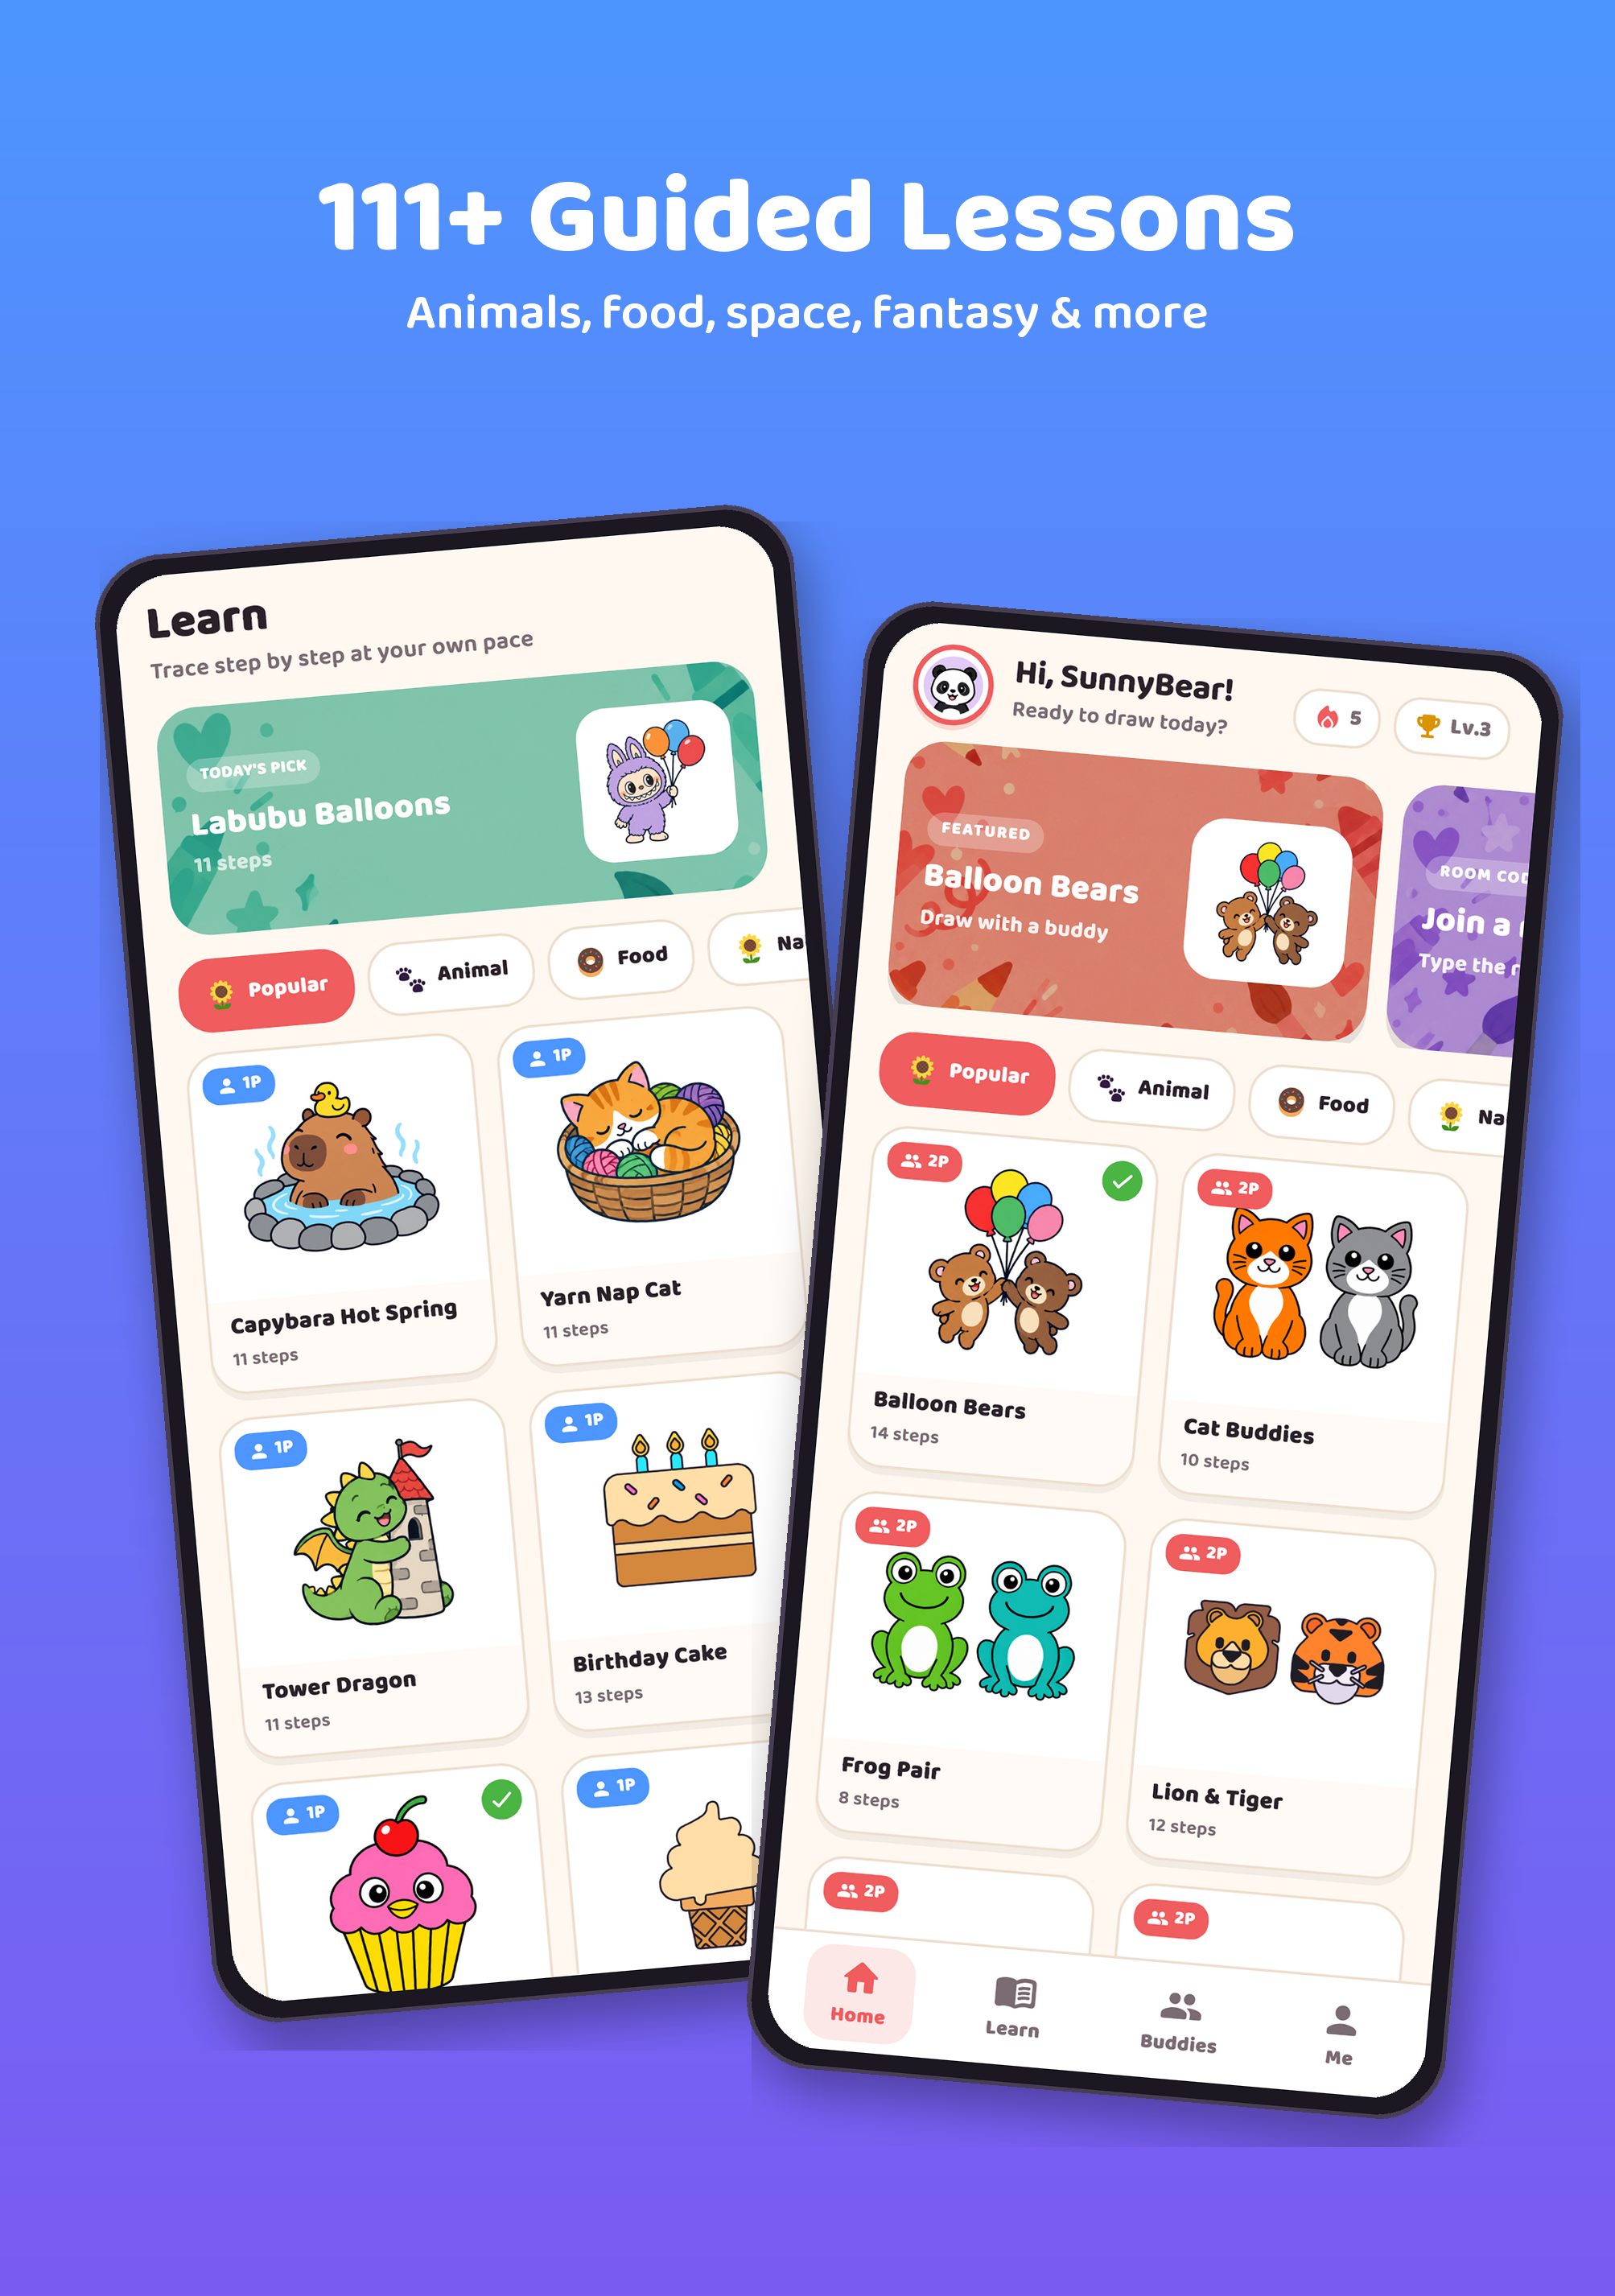 111+ Guided Lessons
Animals, food, space, fantasy & more
Learn
Trace step by step at your own pace
TODAY'S PICK
Labubu Balloons
11 steps
Popular
Animal
Food
1P
1P
Capybara Hot Spring
11 steps
Yarn Nap Cat
11 steps
1P
1P
Tower Dragon
11 steps
Birthday Cake
13 steps
1P
1P
Hi, SunnyBear!
Ready to draw today?
5
Lv.3
FEATURED
Balloon Bears
Draw with a buddy
ROOM
Join a
Type the
Popular
Animal
Food
2P
2P
Balloon Bears
14 steps
Cat Buddies
10 steps
2P
2P
Frog Pair
8 steps
Lion & Tiger
12 steps
2P
2P
Home
Learn
Buddies
Me